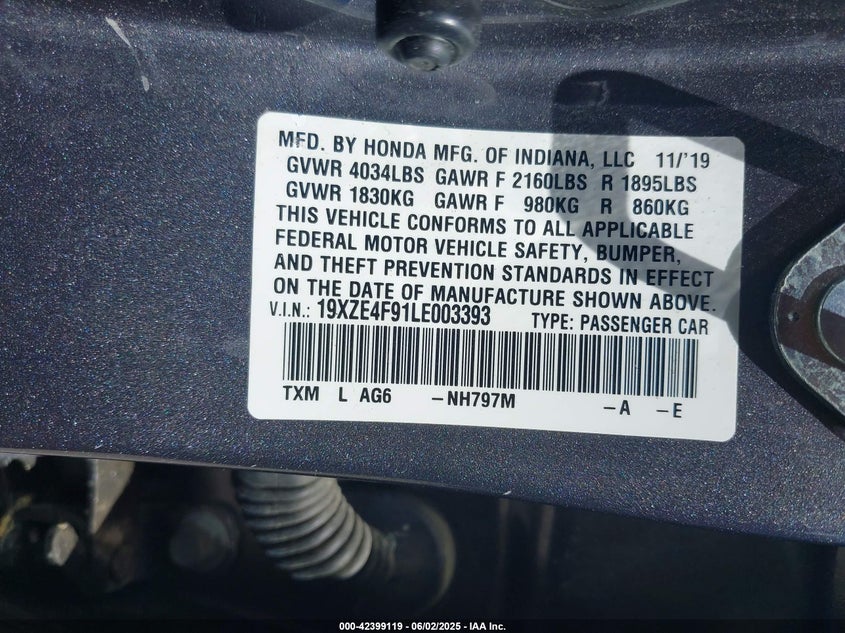 MFD. BY HONDA MFG. OF INDIANA, LLC 11/'19
GVWR 4034LBS GAWR F 2160LBS R 1895LBS
GVWR 1830KG GAWR F 980KG R 860KG
THIS VEHICLE CONFORMS TO ALL APPLICABLE
FEDERAL MOTOR VEHICLE SAFETY, BUMPER,
AND THEFT PREVENTION STANDARDS IN EFFECT
ON THE DATE OF MANUFACTURE SHOWN ABOVE.
V.I.N.: 19XZE4F91LE003393 TYPE: PASSENGER CAR
TXM L AG6 -NH797M -A -E
000-42399119 - 06/02/2025 - IAA Inc.